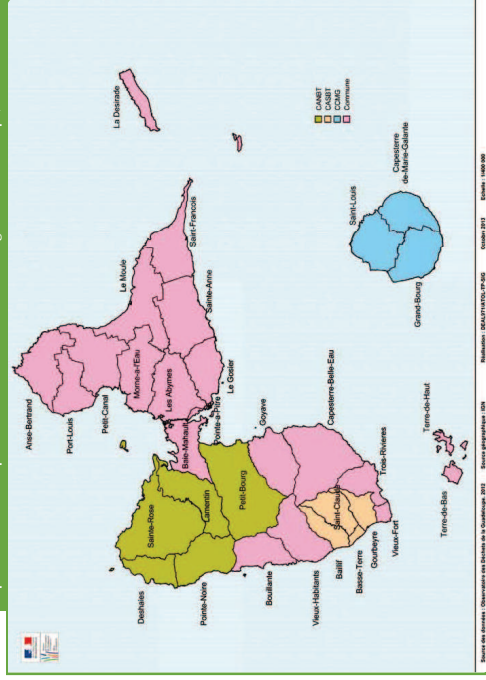 La Desirade
CANBT
CASBT
CCMG
Commune
Anse-Bertrand
Port-Louis
Petit-Canal
Le Moule
Morne-a-l'Eau
Les Abymes
Saint-François
Sainte-Anne
Le Gosier
Pointe-a-Pitre
Baie-Mahault
Sainte-Rose
Lamentin
Deshaies
Pointe-Noire
Petit-Bourg
Goyave
Bouillante
Capesterre-Belle-Eau
Vieux-Habitants
Saint-Claude
Baillif
Basse-Terre
Gourbeyre
Vieux-Fort
Trois-Rivieres
Terre-de-Haut
Terre-de-Bas
Saint-Louis
Capesterre
de-Marie-Galante
Grand-Bourg
Source des données : Observatoire des Dechets de la Guadeloupe, 2012
Source géographique : IGN
Réalisation : DEAL971/ATOL-TP-SIG
Octobre 2013
Echelle : 1/400 000